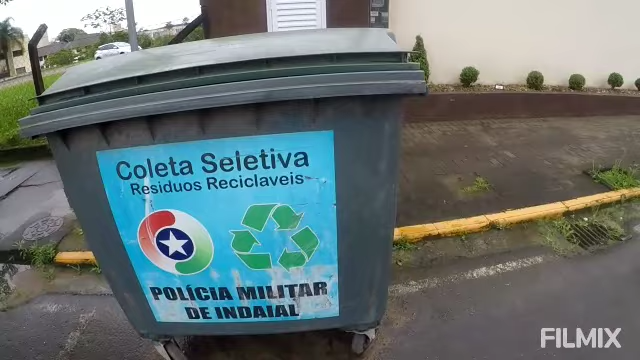 Coleta Seletiva
Residuos Reciclaveis
POLÍCIA MILITAR
DE INDAIAL
FILMIX